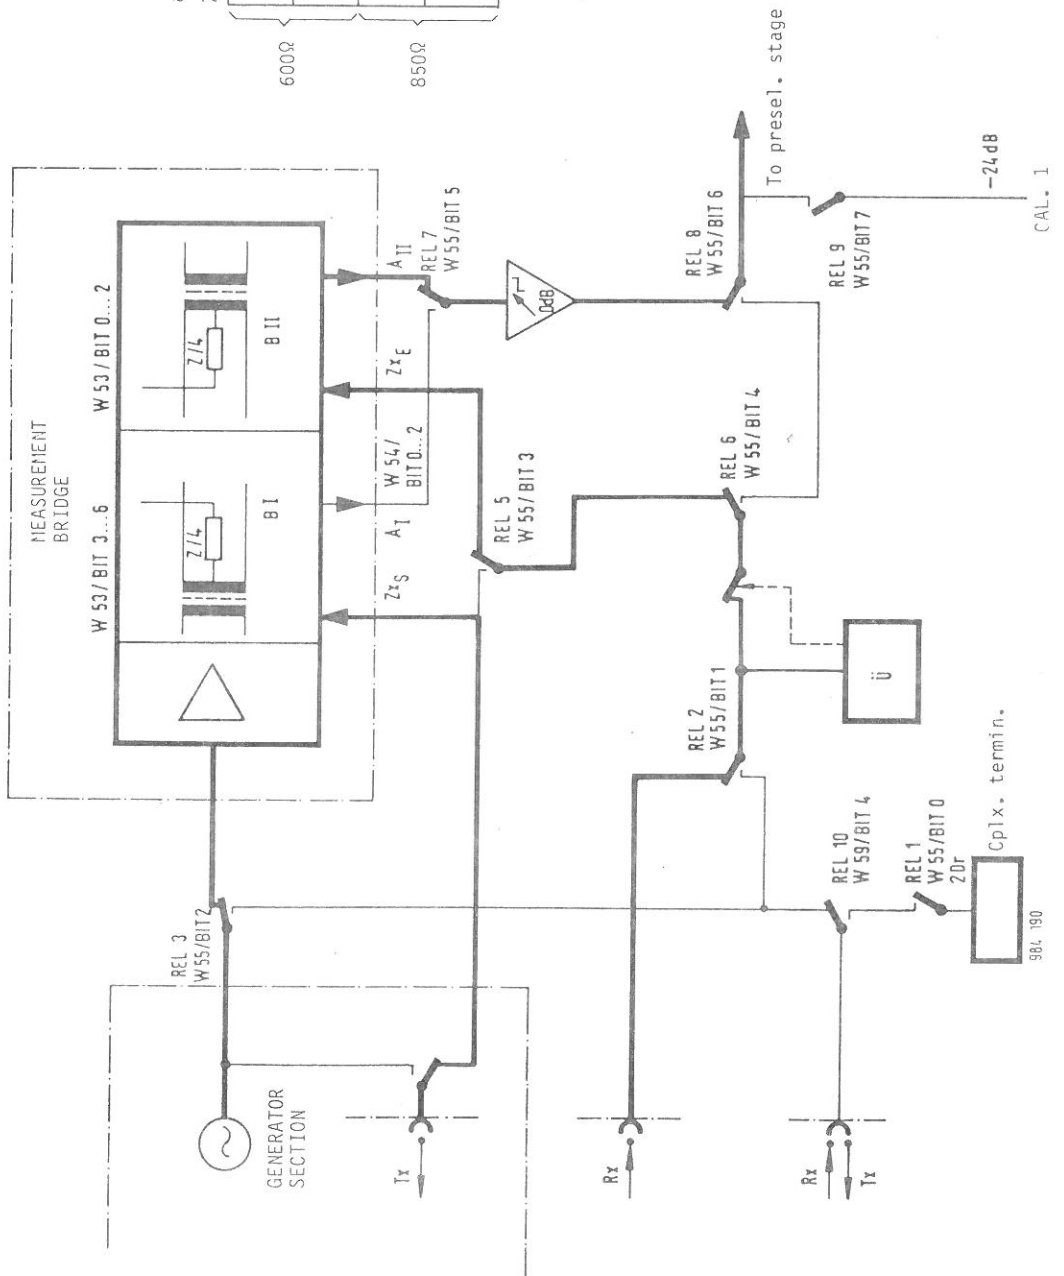 600Ω
850Ω
MEASUREMENT
BRIDGE
W 53/ BIT 3...6
W 53/BIT 0...2
Z/4
B I
Z/4
B II
A II
REL 7
W 55/BIT 5
0dB
ZxS
A I
W 54/
BIT 0...2
ZxE
REL 5
W 55/BIT 3
REL 8
W 55/BIT 6
To presel. stage
REL 9
W 55/BIT 7
-24dB
CAL. 1
REL 6
W 55/BIT 4
REL 2
W 55/BIT 1
Ü
REL 3
W 55/BIT 2
REL 10
W 59/BIT 4
REL 1
W 55/BIT 0
2Dr
Cplx. termin.
984 190
GENERATOR
SECTION
Tx
Rx
Rx
Tx